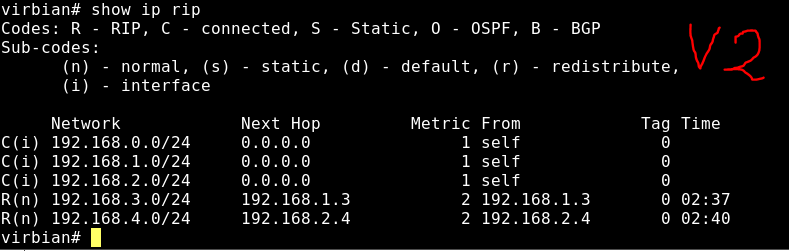 virbian# show ip rip
Codes: R - RIP, C - connected, S - Static, O - OSPF, B - BGP
Sub-codes:
      (n) - normal, (s) - static, (d) - default, (r) - redistribute,
      (i) - interface
V2
     Network            Next Hop         Metric From            Tag Time
C(i) 192.168.0.0/24     0.0.0.0               1 self              0
C(i) 192.168.1.0/24     0.0.0.0               1 self              0
C(i) 192.168.2.0/24     0.0.0.0               1 self              0
R(n) 192.168.3.0/24     192.168.1.3           2 192.168.1.3       0 02:37
R(n) 192.168.4.0/24     192.168.2.4           2 192.168.2.4       0 02:40
virbian#